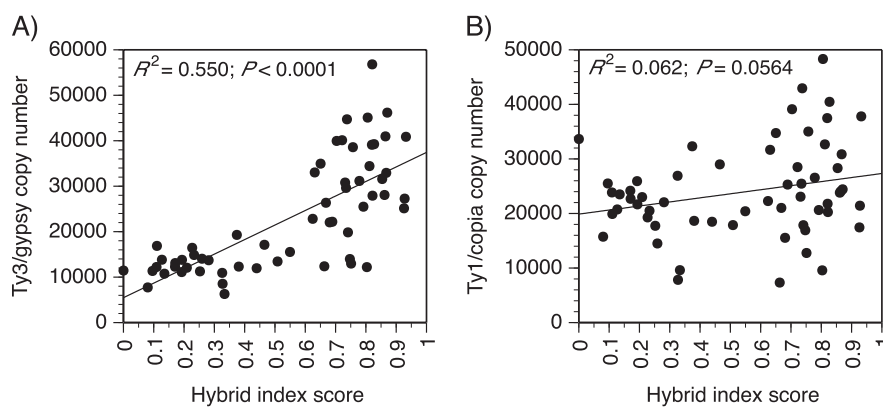 A)
R² = 0.550; P < 0.0001
Ty3/gypsy copy number
60000
50000
40000
30000
20000
10000
0
0 0.1 0.2 0.3 0.4 0.5 0.6 0.7 0.8 0.9 1
Hybrid index score
B)
R² = 0.062; P = 0.0564
Ty1/copia copy number
50000
40000
30000
20000
10000
0
0 0.1 0.2 0.3 0.4 0.5 0.6 0.7 0.8 0.9 1
Hybrid index score